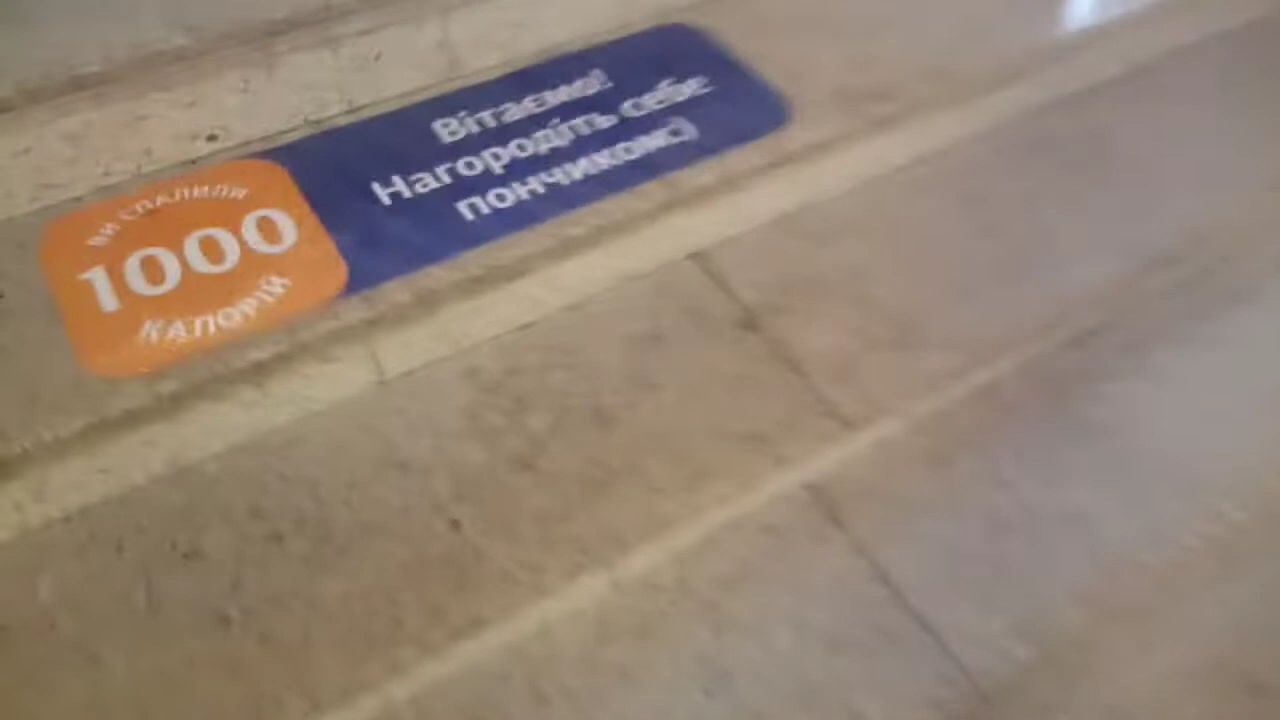 ВИ СПАЛИЛИ
1000
КАЛОРІЙ
Вітаємо!
Нагородіть себе
пончиком:)